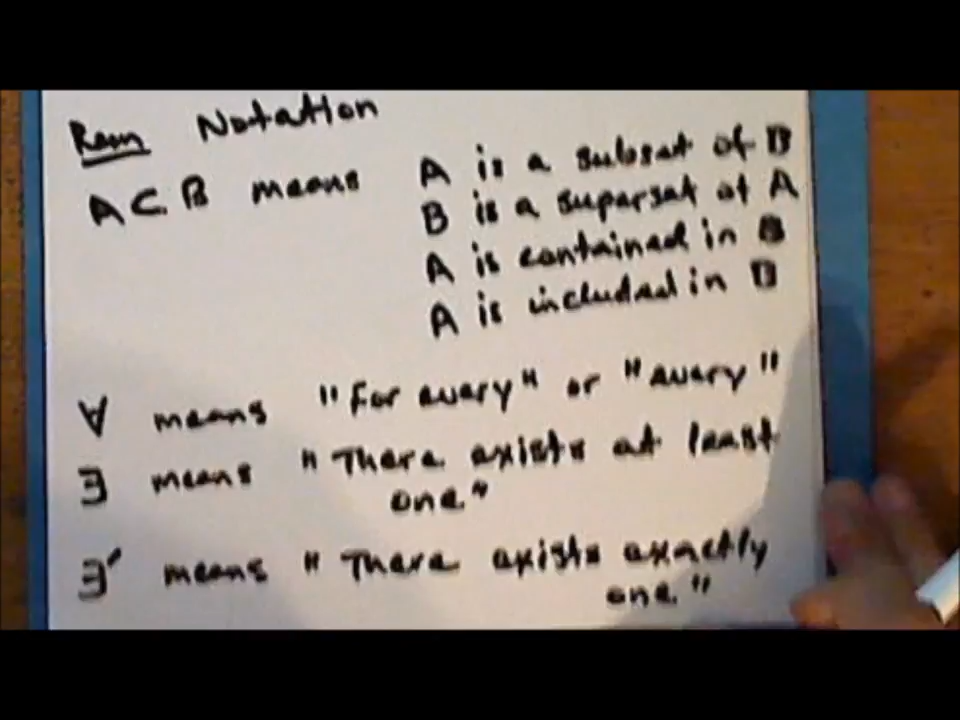 Rem Notation
A ⊂ B means A is a subset of B
B is a superset of A
A is contained in B
A is included in B
∀ means "For every" or "every"
∃ means "There exists at least
one"
∃' means "There exists exactly
one"